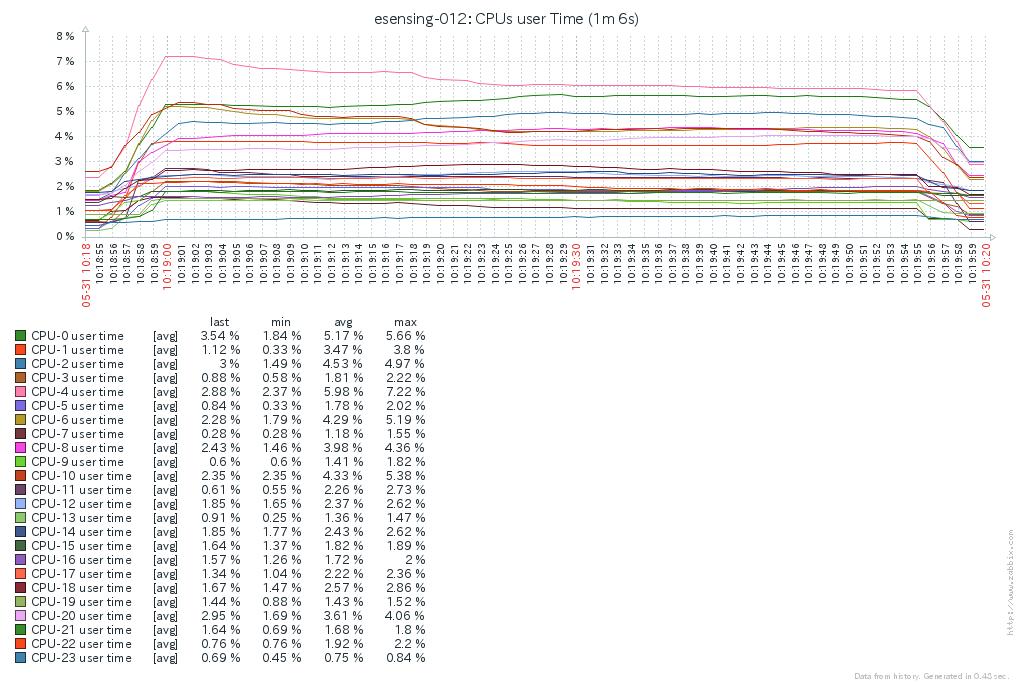 esensing-012: CPUs user Time (1m 6s)
8 %
7 %
6 %
5 %
4 %
3 %
2 %
1 %
0 %
05-31 10:18
10:18:55
10:18:56
10:18:57
10:18:58
10:18:59
10:19:00
10:19:01
10:19:02
10:19:03
10:19:04
10:19:06
10:19:07
10:19:08
10:19:09
10:19:10
10:19:11
10:19:12
10:19:13
10:19:14
10:19:15
10:19:16
10:19:17
10:19:18
10:19:19
10:19:20
10:19:21
10:19:22
10:19:23
10:19:24
10:19:25
10:19:26
10:19:27
10:19:28
10:19:29
10:19:30
10:19:31
10:19:32
10:19:33
10:19:34
10:19:35
10:19:36
10:19:37
10:19:38
10:19:39
10:19:40
10:19:41
10:19:42
10:19:43
10:19:44
10:19:45
10:19:46
10:19:47
10:19:48
10:19:49
10:19:50
10:19:51
10:19:52
10:19:53
10:19:54
10:19:55
10:19:56
10:19:57
10:19:58
10:19:59
05-31 10:20
last min avg max
CPU-0 user time [avg] 3.54 % 1.84 % 5.17 % 5.66 %
CPU-1 user time [avg] 1.12 % 0.33 % 3.47 % 3.8 %
CPU-2 user time [avg] 3 % 1.49 % 4.53 % 4.97 %
CPU-3 user time [avg] 0.88 % 0.58 % 1.81 % 2.22 %
CPU-4 user time [avg] 2.88 % 2.37 % 5.98 % 7.22 %
CPU-5 user time [avg] 0.84 % 0.33 % 1.78 % 2.02 %
CPU-6 user time [avg] 2.28 % 1.79 % 4.29 % 5.19 %
CPU-7 user time [avg] 0.28 % 0.28 % 1.18 % 1.55 %
CPU-8 user time [avg] 2.43 % 1.46 % 3.98 % 4.36 %
CPU-9 user time [avg] 0.6 % 0.6 % 1.41 % 1.82 %
CPU-10 user time [avg] 2.35 % 2.35 % 4.33 % 5.38 %
CPU-11 user time [avg] 0.61 % 0.55 % 2.26 % 2.73 %
CPU-12 user time [avg] 1.85 % 1.65 % 2.37 % 2.62 %
CPU-13 user time [avg] 0.91 % 0.25 % 1.36 % 1.47 %
CPU-14 user time [avg] 1.85 % 1.77 % 2.43 % 2.62 %
CPU-15 user time [avg] 1.64 % 1.37 % 1.82 % 1.89 %
CPU-16 user time [avg] 1.57 % 1.26 % 1.72 % 2 %
CPU-17 user time [avg] 1.34 % 1.04 % 2.22 % 2.36 %
CPU-18 user time [avg] 1.67 % 1.47 % 2.57 % 2.86 %
CPU-19 user time [avg] 1.44 % 0.88 % 1.43 % 1.52 %
CPU-20 user time [avg] 2.95 % 1.69 % 3.61 % 4.06 %
CPU-21 user time [avg] 1.64 % 0.69 % 1.68 % 1.8 %
CPU-22 user time [avg] 0.76 % 0.76 % 1.92 % 2.2 %
CPU-23 user time [avg] 0.69 % 0.45 % 0.75 % 0.84 %
http://www.zabbix.com
Data from history. Generated in 0.48 sec.